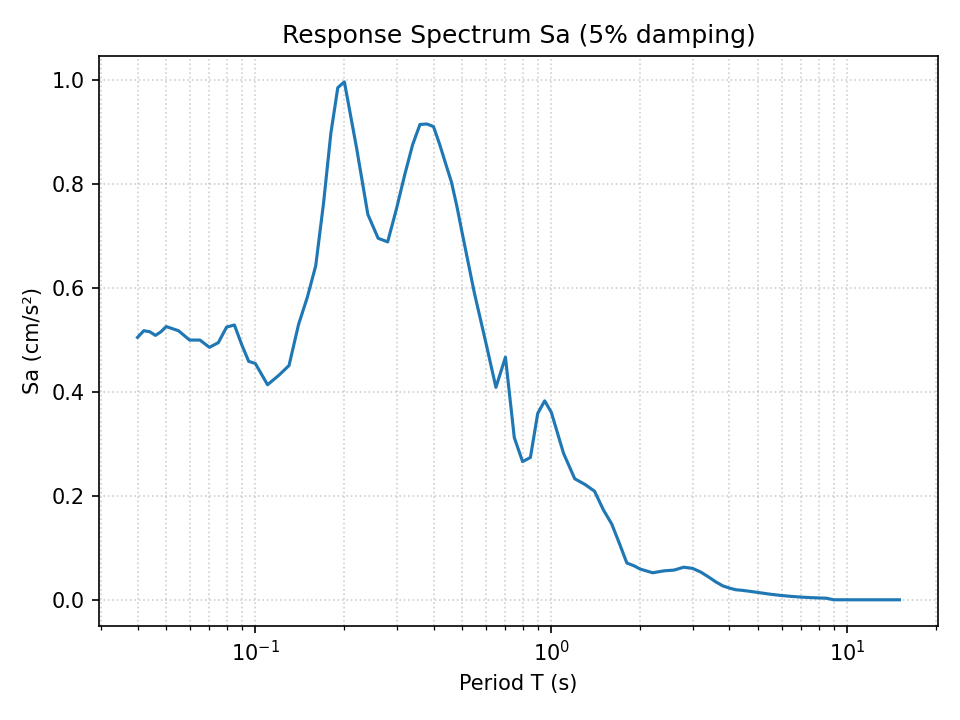 Response Spectrum Sa (5% damping)
Sa (cm/s²)
1.0
0.8
0.6
0.4
0.2
0.0
10⁻¹ 10⁰ 10¹
Period T (s)